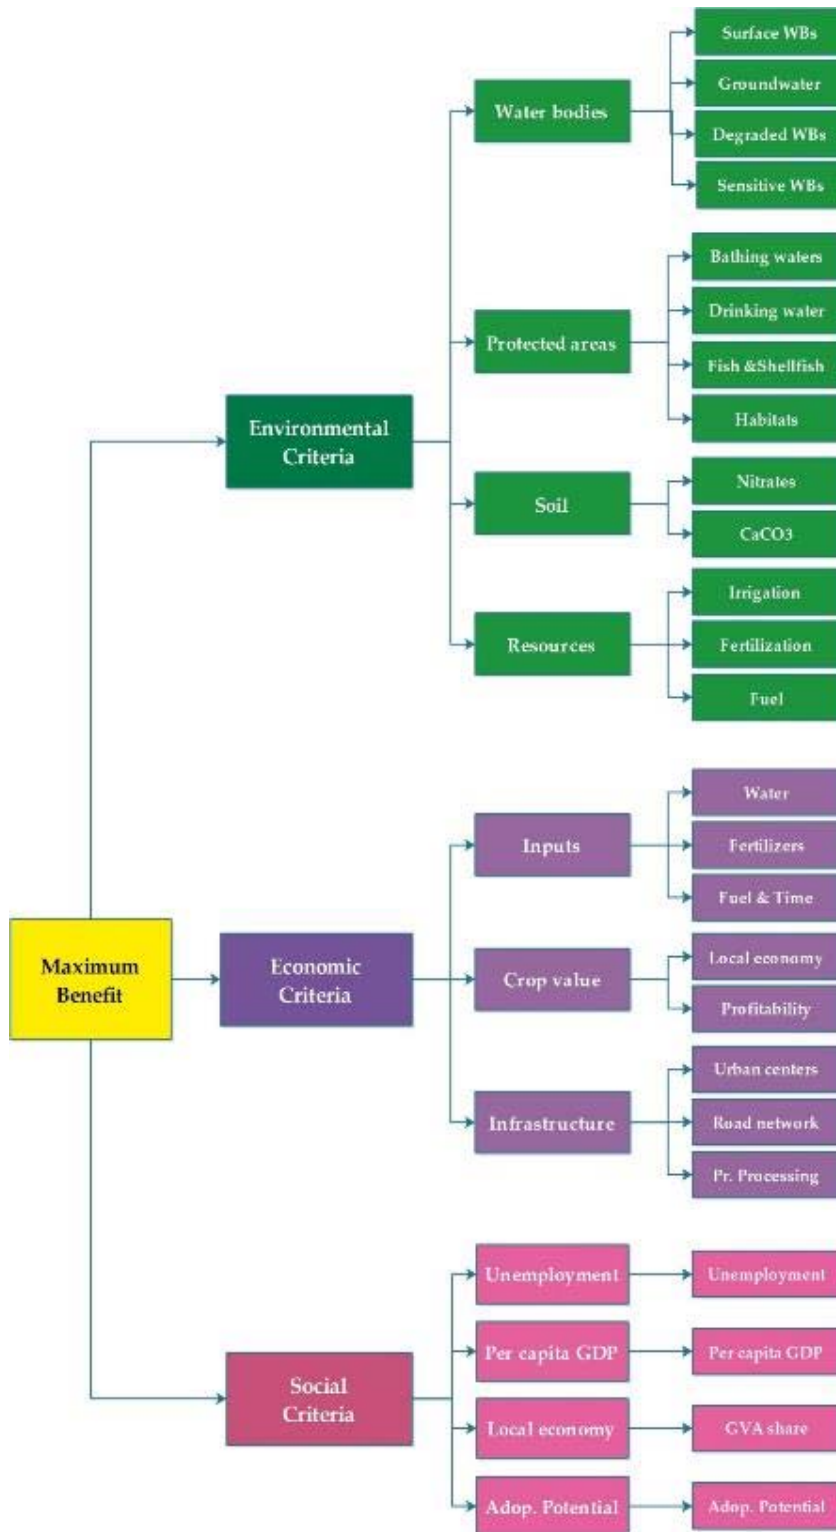 Surface WBs
Groundwater
Water bodies
Degraded WBs
Sensitive WBs
Bathing waters
Drinking water
Protected areas
Fish &Shellfish
Habitats
Environmental
Criteria
Nitrates
Soil
CaCO3
Irrigation
Resources
Fertilization
Fuel
Water
Inputs
Fertilizers
Fuel & Time
Maximum
Benefit
Economic
Criteria
Local economy
Crop value
Profitability
Urban centers
Infrastructure
Road network
Pr. Processing
Unemployment
Unemployment
Per capita GDP
Per capita GDP
Social
Criteria
Local economy
GVA share
Adop. Potential
Adop. Potential